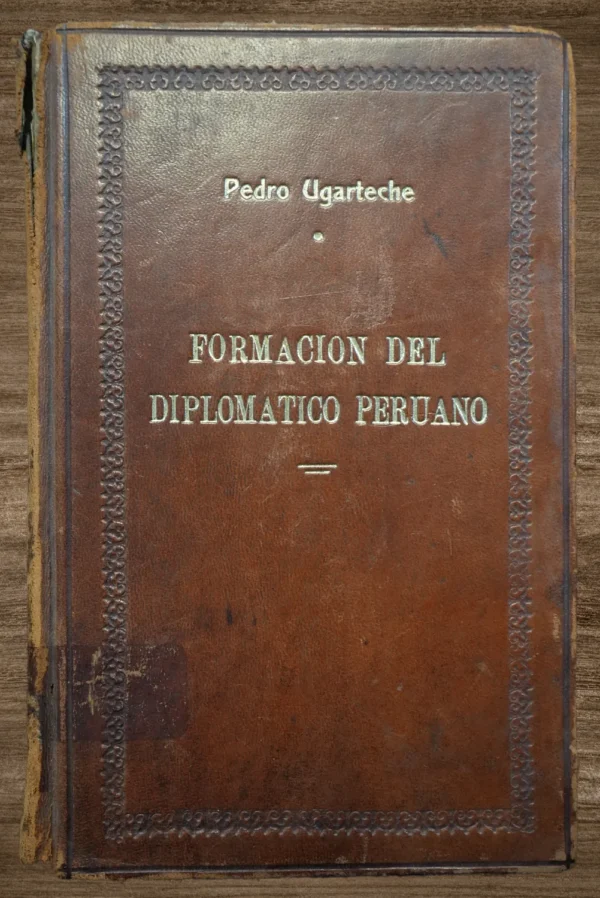 Pedro Ugarteche
FORMACION DEL
DIPLOMATICO PERUANO